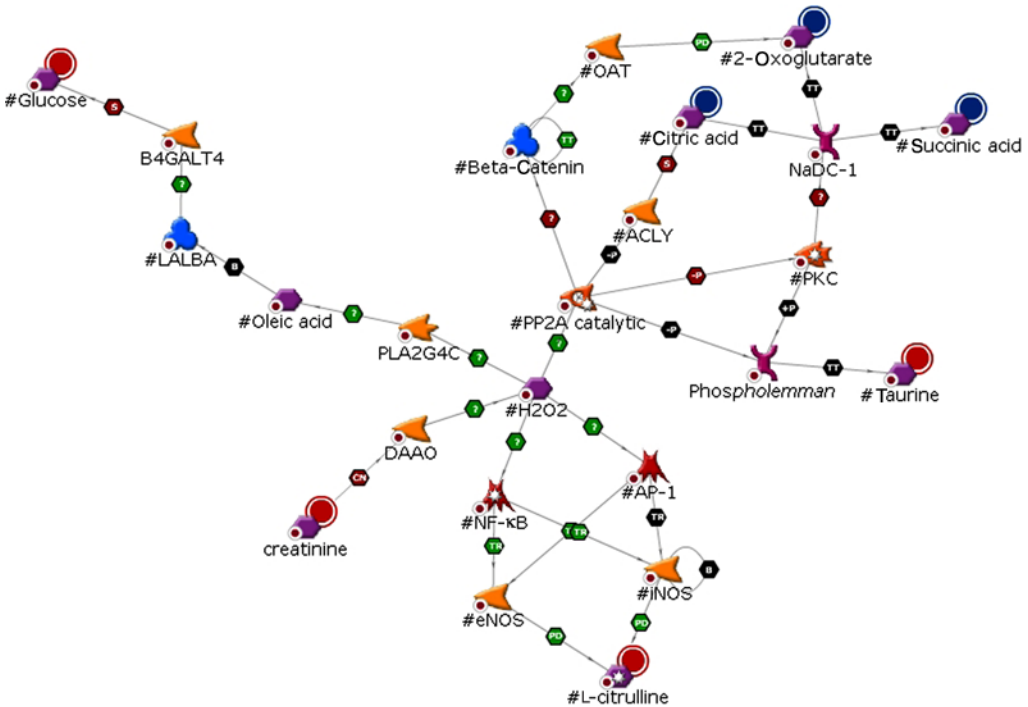 #Glucose
S
B4GALT4
?
#LALBA
B
#Oleic acid
?
PLA2G4C
?
#OAT
PD
#2-Oxoglutarate
?
TT
#Beta-Catenin
TT
#Citric acid
TT
NaDC-1
TT
#Succinic acid
S
#ACLY
?
?
-P
#PKC
-P
#PP2A catalytic
-P
+P
?
Phospholemman
TT
#Taurine
#H2O2
?
DAAO
?
?
CN
creatinine
#NF-κB
#AP-1
TR
TR
T
TR
#eNOS
#iNOS
B
PD
PD
#L-citrulline